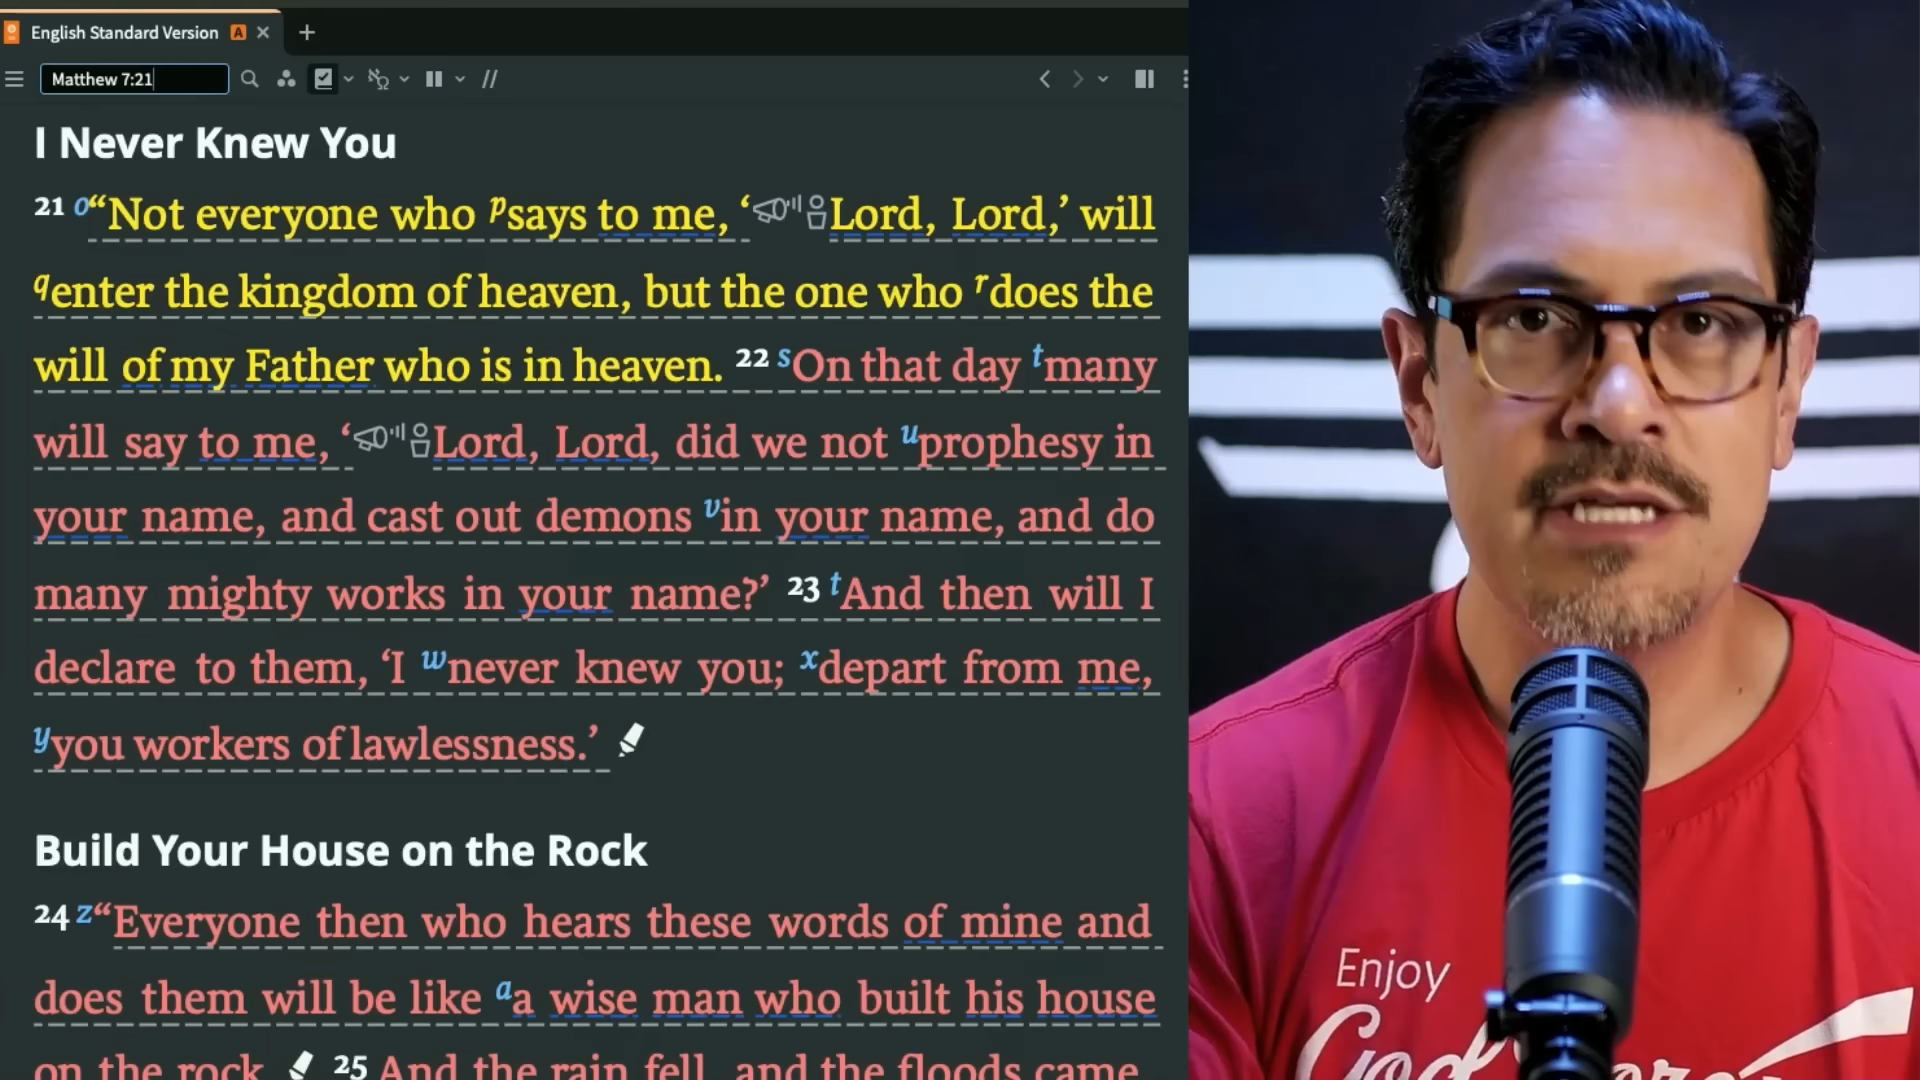 English Standard Version A
Matthew 7:21
I Never Knew You
21 o“Not everyone who psays to me, ‘Lord, Lord,’ will
qenter the kingdom of heaven, but the one who rdoes the
will of my Father who is in heaven. 22 sOn that day tmany
will say to me, ‘Lord, Lord, did we not uprophesy in
your name, and cast out demons vin your name, and do
many mighty works in your name?’ 23 tAnd then will I
declare to them, ‘I wnever knew you; xdepart from me,
yyou workers of lawlessness.’
Build Your House on the Rock
24 z“Everyone then who hears these words of mine and
does them will be like aa wise man who built his house
on the rock. 25 And the rain fell, and the floods came,
Enjoy